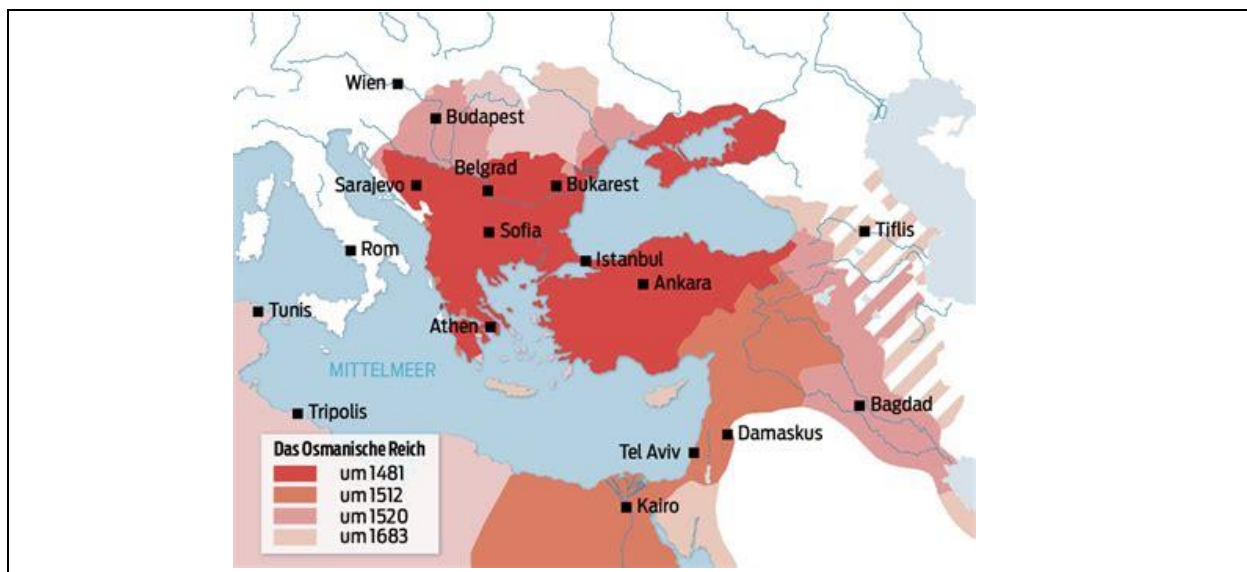 Wien
Budapest
Belgrad
Sarajevo
Bukarest
Sofia
Tiflis
Rom
Istanbul
Ankara
Tunis
Athen
MITTELMEER
Tripolis
Bagdad
Damaskus
Tel Aviv
Kairo
Das Osmanische Reich
um 1481
um 1512
um 1520
um 1683